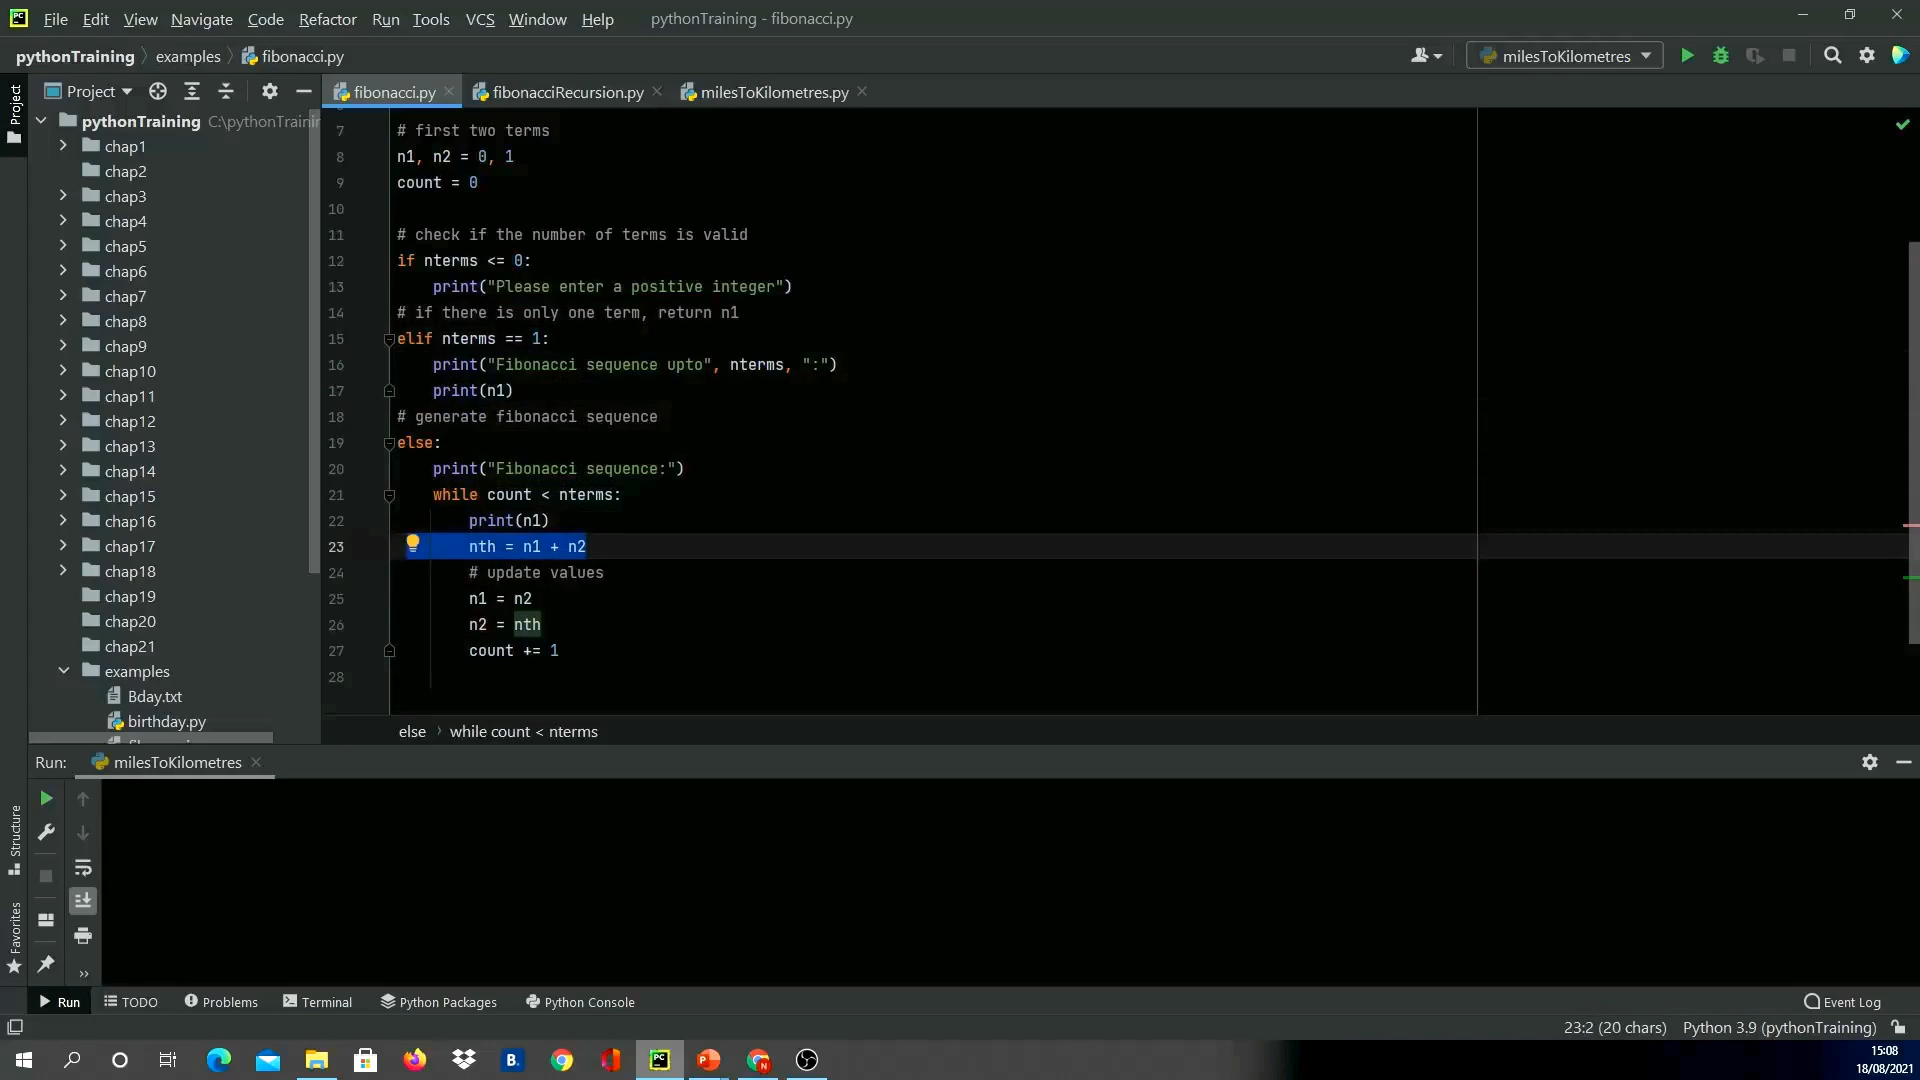 File Edit View Navigate Code Refactor Run Tools VCS Window Help pythonTraining - fibonacci.py
pythonTraining examples fibonacci.py milesToKilometres
Project
Project fibonacci.py fibonacciRecursion.py milesToKilometres.py
pythonTraining C:\pythonTrainin
chap1
chap2
chap3
chap4
chap5
chap6
chap7
chap8
chap9
chap10
chap11
chap12
chap13
chap14
chap15
chap16
chap17
chap18
chap19
chap20
chap21
examples
Bday.txt
birthday.py
7 # first two terms
8 n1, n2 = 0, 1
9 count = 0
10
11 # check if the number of terms is valid
12 if nterms <= 0:
13 print("Please enter a positive integer")
14 # if there is only one term, return n1
15 elif nterms == 1:
16 print("Fibonacci sequence upto", nterms, ":")
17 print(n1)
18 # generate fibonacci sequence
19 else:
20 print("Fibonacci sequence:")
21 while count < nterms:
22 print(n1)
23 nth = n1 + n2
24 # update values
25 n1 = n2
26 n2 = nth
27 count += 1
28
else while count < nterms
Run: milesToKilometres
Structure
Favorites
Run TODO Problems Terminal Python Packages Python Console Event Log
23:2 (20 chars) Python 3.9 (pythonTraining)
15:08
18/08/2021